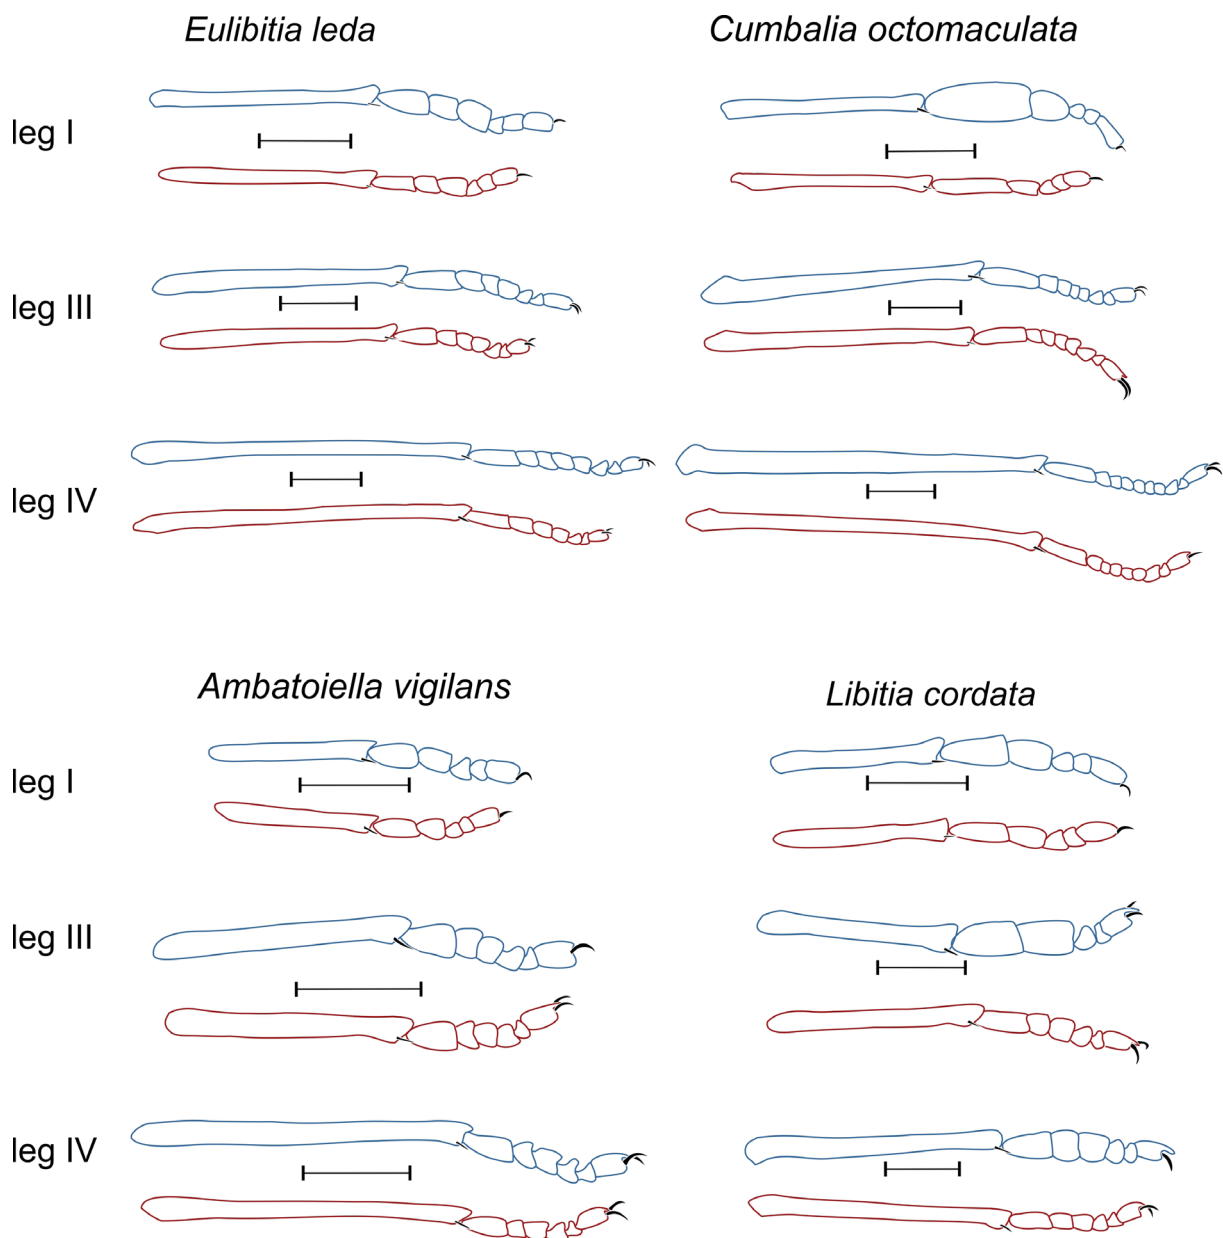 Eulibitia leda
Cumbalia octomaculata
leg I
leg III
leg IV
Ambatoiella vigilans
Libitia cordata
leg I
leg III
leg IV